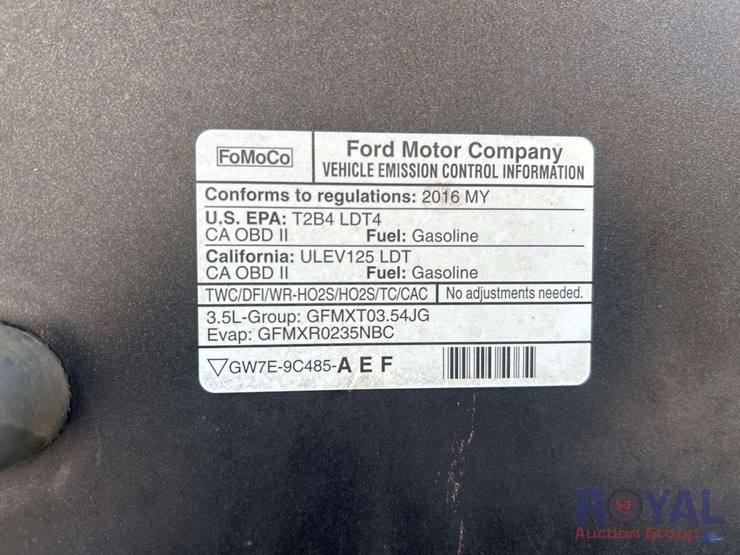 FoMoCo
Ford Motor Company
VEHICLE EMISSION CONTROL INFORMATION
Conforms to regulations: 2016 MY
U.S. EPA: T2B4 LDT4
CA OBD II Fuel: Gasoline
California: ULEV125 LDT
CA OBD II Fuel: Gasoline
TWC/DFI/WR-HO2S/HO2S/TC/CAC No adjustments needed.
3.5L-Group: GFMXT03.54JG
Evap: GFMXR0235NBC
GW7E-9C485-A E F
ROYAL
Auction Group